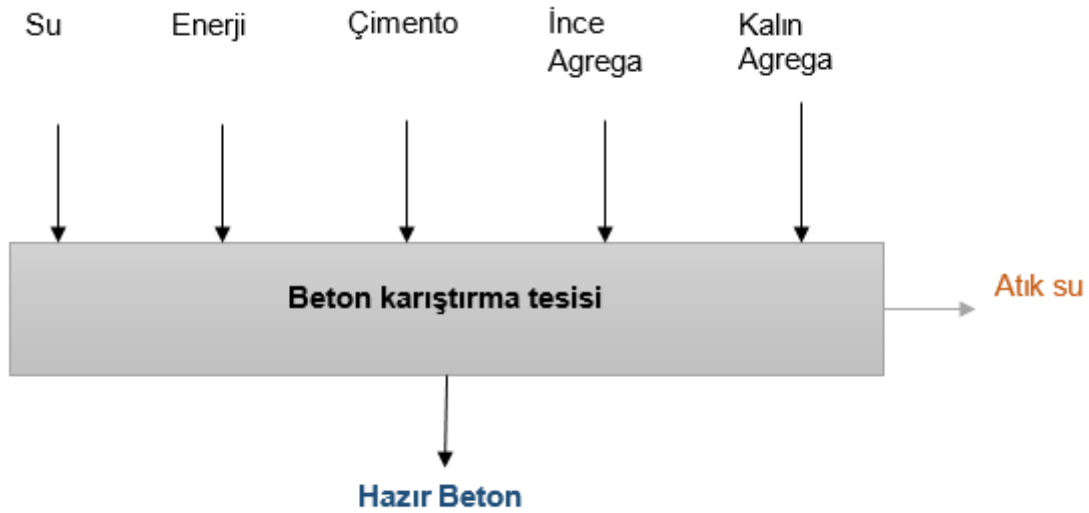 Su
Enerji
Çimento
İnce
Agrega
Kalın
Agrega
Beton karıştırma tesisi
Atık su
Hazır Beton